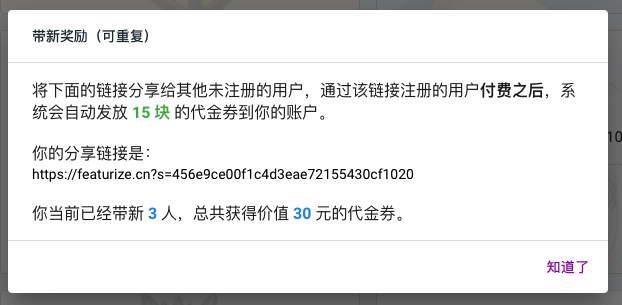 带新奖励（可重复）
将下面的链接分享给其他未注册的用户，通过该链接注册的用户付费之后，系
统会自动发放 15 块 的代金券到你的账户。
你的分享链接是：
https://featurize.cn?s=456e9ce00f1c4d3eae72155430cf1020
你当前已经带新 3 人，总共获得价值 30 元的代金券。
知道了